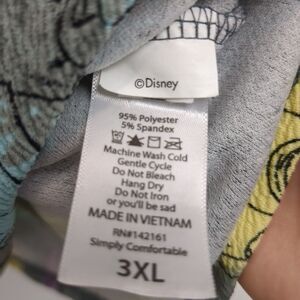 ©Disney
95% Polyester
5% Spandex
Machine Wash Cold
Gentle Cycle
Do Not Bleach
Hang Dry
Do not Iron
or you'll be sad
MADE IN VIETNAM
RN#142161
Simply Comfortable
3XL